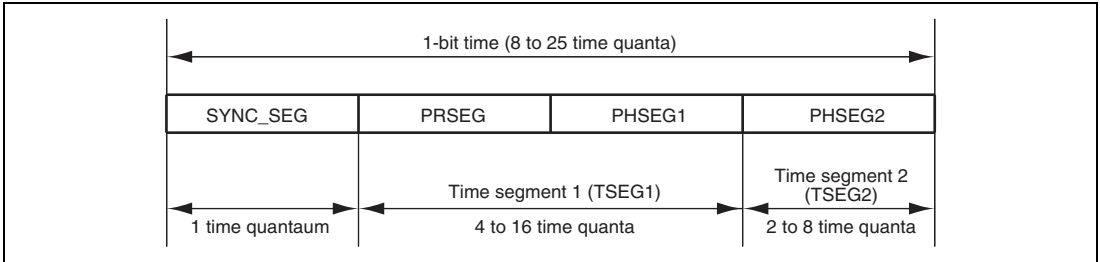 1-bit time (8 to 25 time quanta)
SYNC_SEG PRSEG PHSEG1 PHSEG2
Time segment 1 (TSEG1)
Time segment 2
(TSEG2)
1 time quantaum 4 to 16 time quanta 2 to 8 time quanta